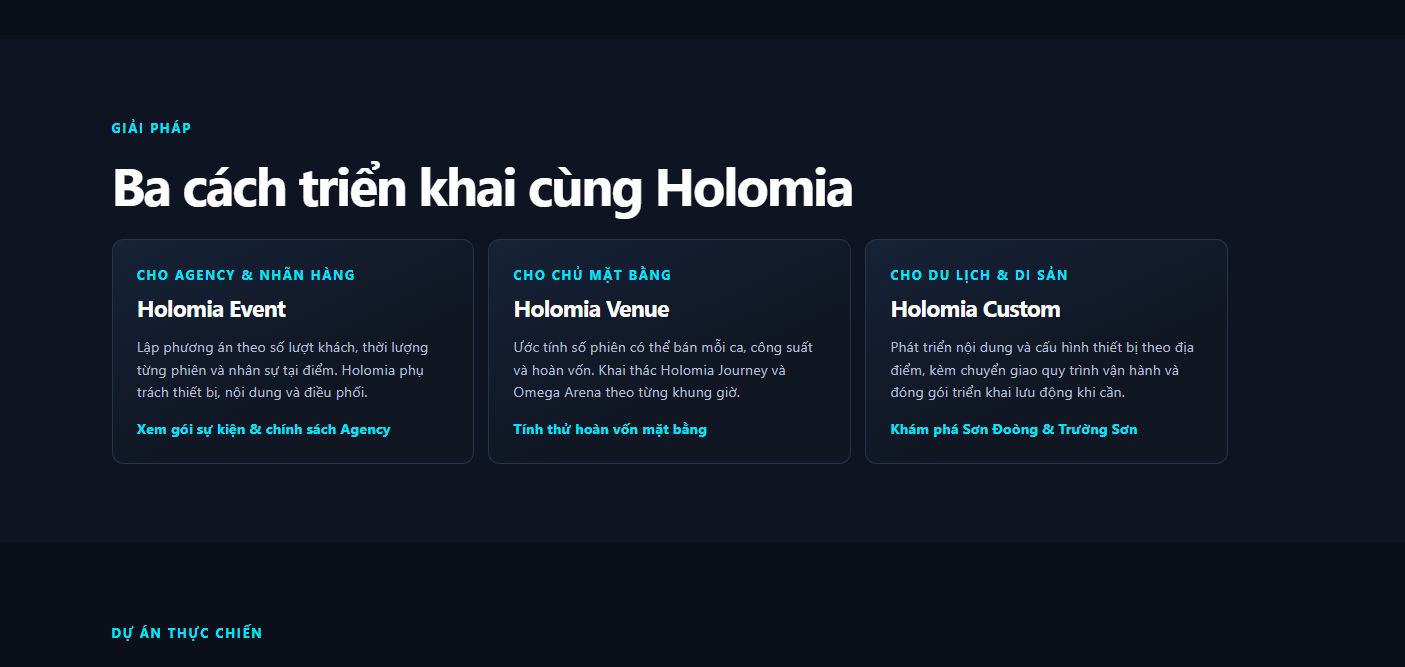 GIẢI PHÁP
Ba cách triển khai cùng Holomia
CHO AGENCY & NHÃN HÀNG
Holomia Event
Lập phương án theo số lượt khách, thời lượng
từng phiên và nhân sự tại điểm. Holomia phụ
trách thiết bị, nội dung và điều phối.
Xem gói sự kiện & chính sách Agency
CHO CHỦ MẶT BẰNG
Holomia Venue
Ước tính số phiên có thể bán mỗi ca, công suất
và hoàn vốn. Khai thác Holomia Journey và
Omega Arena theo từng khung giờ.
Tính thử hoàn vốn mặt bằng
CHO DU LỊCH & DI SẢN
Holomia Custom
Phát triển nội dung và cấu hình thiết bị theo địa
điểm, kèm chuyển giao quy trình vận hành và
đóng gói triển khai lưu động khi cần.
Khám phá Sơn Đoòng & Trường Sơn
DỰ ÁN THỰC CHIẾN